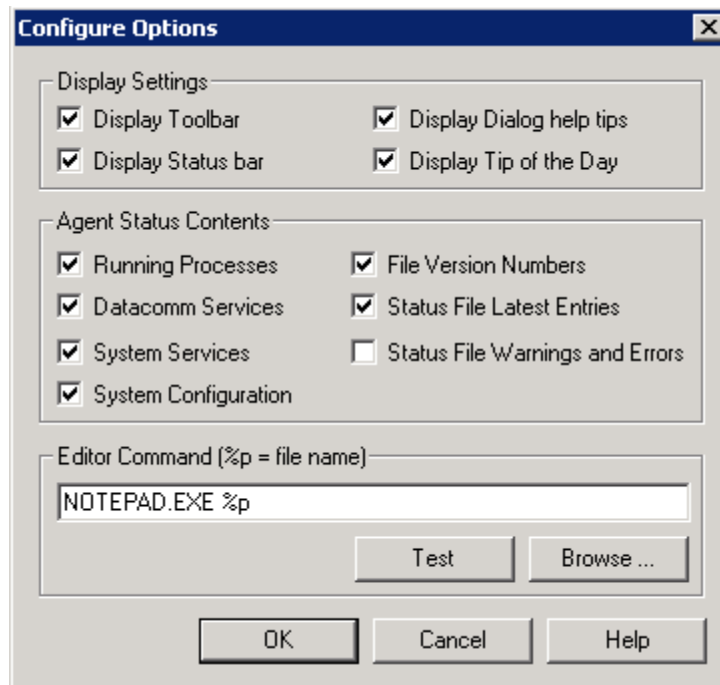 Configure Options
Display Settings
Display Toolbar
Display Dialog help tips
Display Status bar
Display Tip of the Day
Agent Status Contents
Running Processes
File Version Numbers
Datacomm Services
Status File Latest Entries
System Services
Status File Warnings and Errors
System Configuration
Editor Command (%p = file name)
NOTEPAD.EXE %p
Test
Browse ...
OK
Cancel
Help